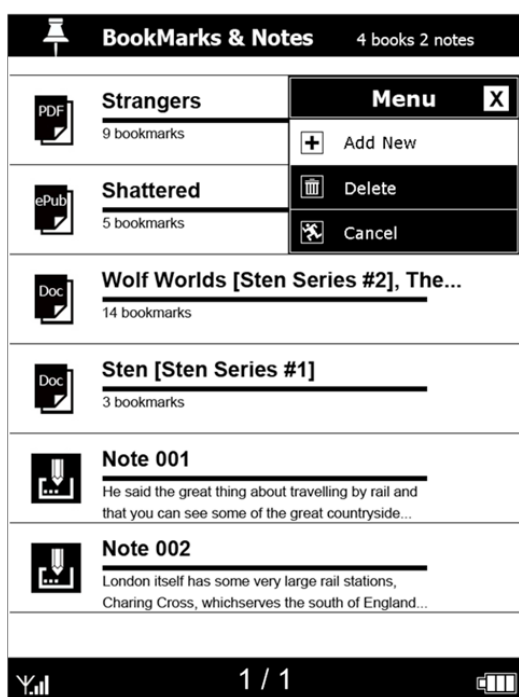 BookMarks & Notes 4 books 2 notes
PDF
Strangers
9 bookmarks
Menu X
Add New
Delete
Cancel
ePub
Shattered
5 bookmarks
Doc
Wolf Worlds [Sten Series #2], The...
14 bookmarks
Doc
Sten [Sten Series #1]
3 bookmarks
Note 001
He said the great thing about travelling by rail and
that you can see some of the great countryside...
Note 002
London itself has some very large rail stations,
Charing Cross, whichserves the south of England...
1 / 1